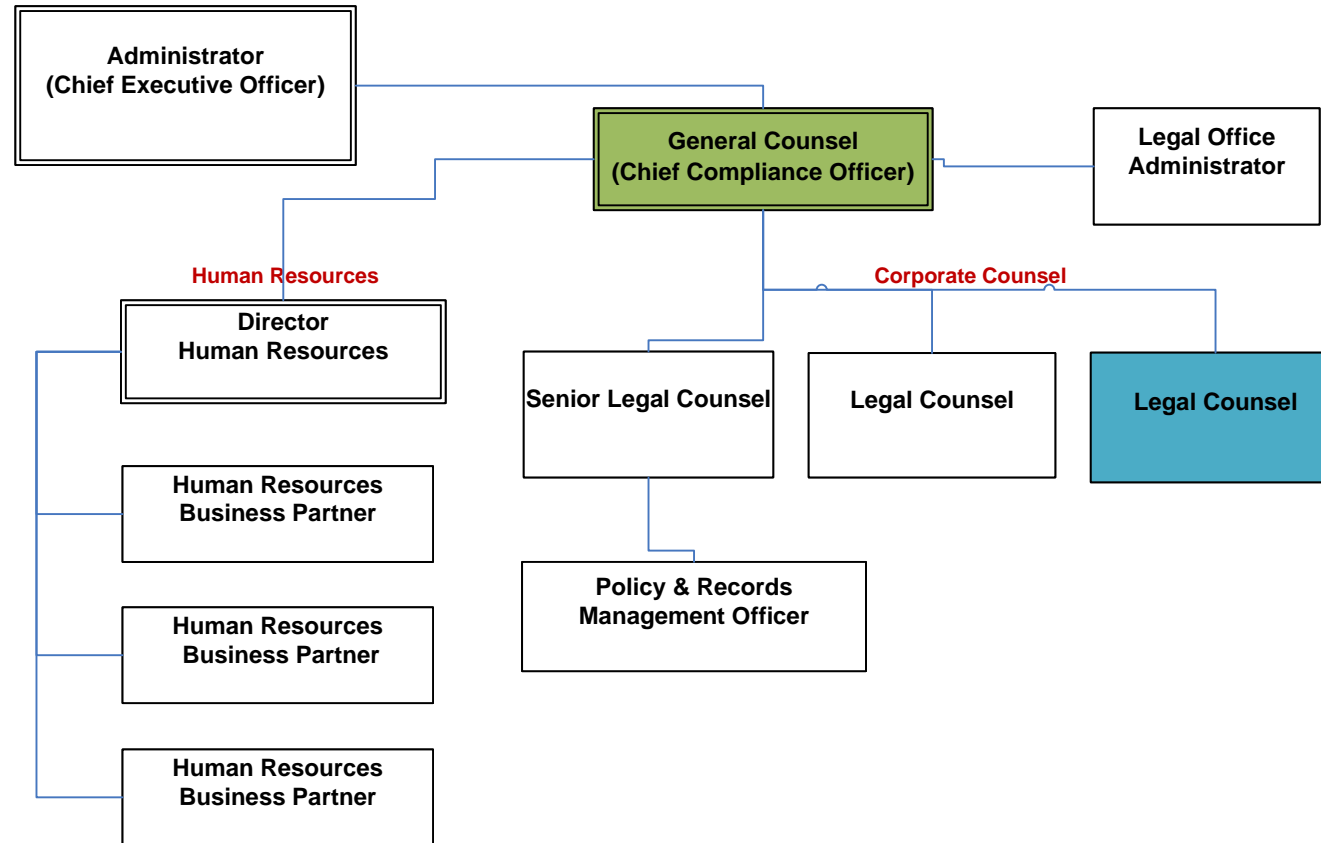 Administrator
(Chief Executive Officer)
General Counsel
(Chief Compliance Officer)
Legal Office
Administrator
Human Resources
Corporate Counsel
Director
Human Resources
Senior Legal Counsel
Legal Counsel
Legal Counsel
Human Resources
Business Partner
Policy & Records
Management Officer
Human Resources
Business Partner
Human Resources
Business Partner